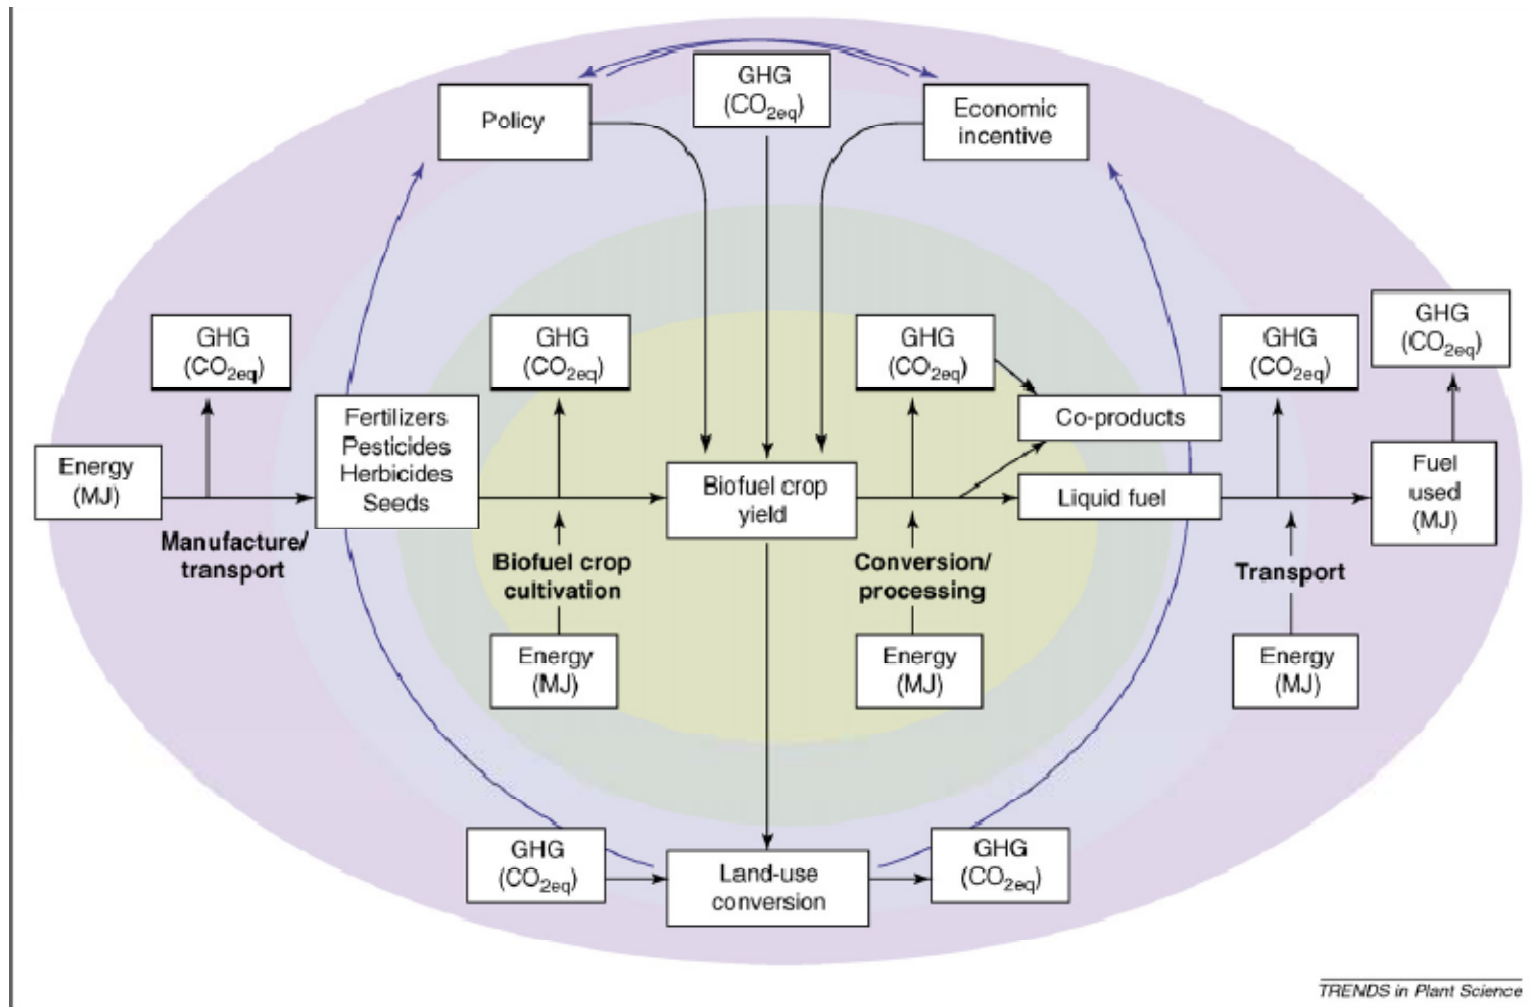 GHG
(CO2eq)
Policy
Economic
incentive
GHG
(CO2eq)
GHG
(CO2eq)
GHG
(CO2eq)
GHG
(CO2eq)
GHG
(CO2eq)
Energy
(MJ)
Fertilizers
Pesticides
Herbicides
Seeds
Biofuel crop
yield
Co-products
Liquid fuel
Fuel
used
(MJ)
Manufacture/
transport
Biofuel crop
cultivation
Conversion/
processing
Transport
Energy
(MJ)
Energy
(MJ)
Energy
(MJ)
GHG
(CO2eq)
Land-use
conversion
GHG
(CO2eq)
TRENDS in Plant Science